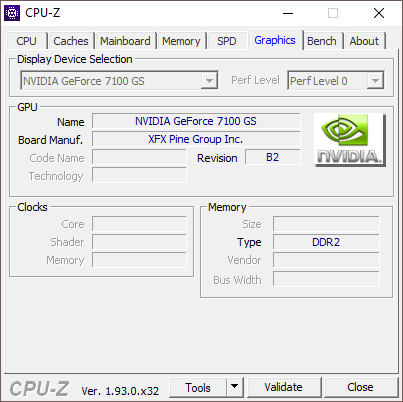 CPU-Z
CPU Caches Mainboard Memory SPD Graphics Bench About
Display Device Selection
NVIDIA GeForce 7100 GS Perf Level Perf Level 0
GPU
Name NVIDIA GeForce 7100 GS
Board Manuf. XFX Pine Group Inc.
Code Name Revision B2
Technology
nVIDIA.
Clocks
Core
Shader
Memory
Memory
Size
Type DDR2
Vendor
Bus Width
CPU-Z Ver. 1.93.0.x32 Tools Validate Close